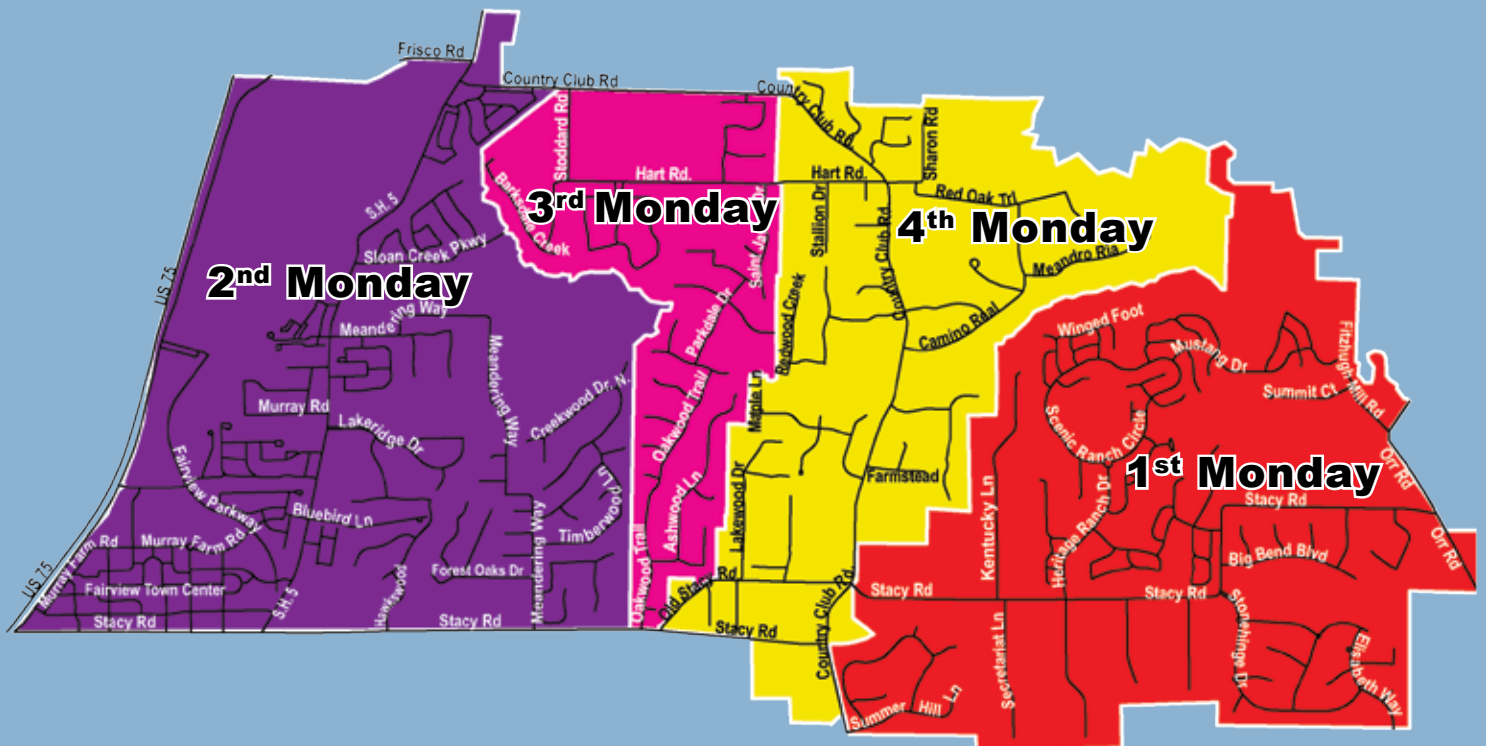 Frisco Rd
Country Club Rd
Country Club Rd
Stoddard Rd
Sharon Rd
Hart Rd.
Hart Rd.
Red Oak Trl
Barksdale Creek
S.H. 5
3rd Monday
Stallion Dr
4th Monday
Country Club Rd
Sloan Creek Pkwy
Meandro Ria
US 75
2nd Monday
Redwood Creek
Parkdale Dr
Camino Real
Winged Foot
Meandering Way
Meandering Way
Mustang Dr
Fitzhugh Mill Rd
Summit Ct
Murray Rd
Creekwood Dr. N.
Oakwood Trail
Maple Ln
Lakeridge Dr
Scenic Ranch Circle
1st Monday
Orr Rd
Fairview Parkway
Timberwood Ln
Ashwood Ln
Lakewood Dr
Farmstead
Kentucky Ln
Heritage Ranch Dr
Stacy Rd
Bluebird Ln
Meandering Way
Orr Rd
Murray Farm Rd
Murray Farm Rd
Big Bend Blvd
US 75
Forest Oaks Dr
Oakwood Trail
Old Stacy Rd
Fairview Town Center
S.H. 5
Hawkswood
Stacy Rd
Stacy Rd
Stacy Rd
Stacy Rd
Stacy Rd
Country Club Rd
Secretariat Ln
Stonehinge Dr
Elisabeth Way
Summer Hill Ln